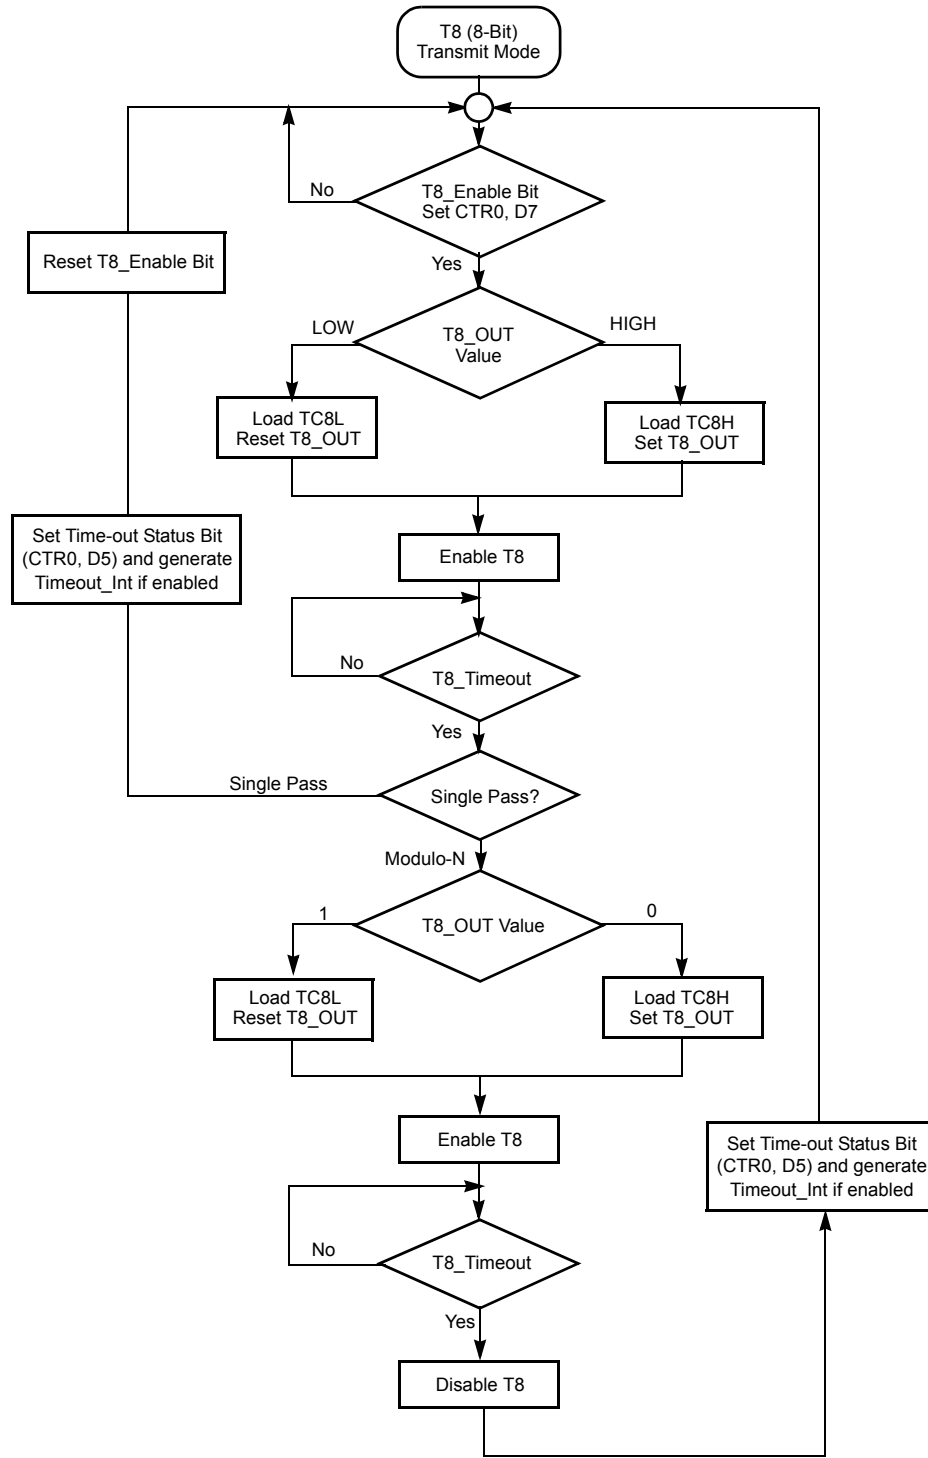 T8 (8-Bit)
Transmit Mode
No
T8_Enable Bit
Set CTR0, D7
Reset T8_Enable Bit
Yes
LOW
HIGH
T8_OUT
Value
Load TC8L
Reset T8_OUT
Load TC8H
Set T8_OUT
Set Time-out Status Bit
(CTR0, D5) and generate
Timeout_Int if enabled
Enable T8
No
T8_Timeout
Yes
Single Pass
Single Pass?
Modulo-N
1
T8_OUT Value
0
Load TC8L
Reset T8_OUT
Load TC8H
Set T8_OUT
Enable T8
Set Time-out Status Bit
(CTR0, D5) and generate
Timeout_Int if enabled
No
T8_Timeout
Yes
Disable T8